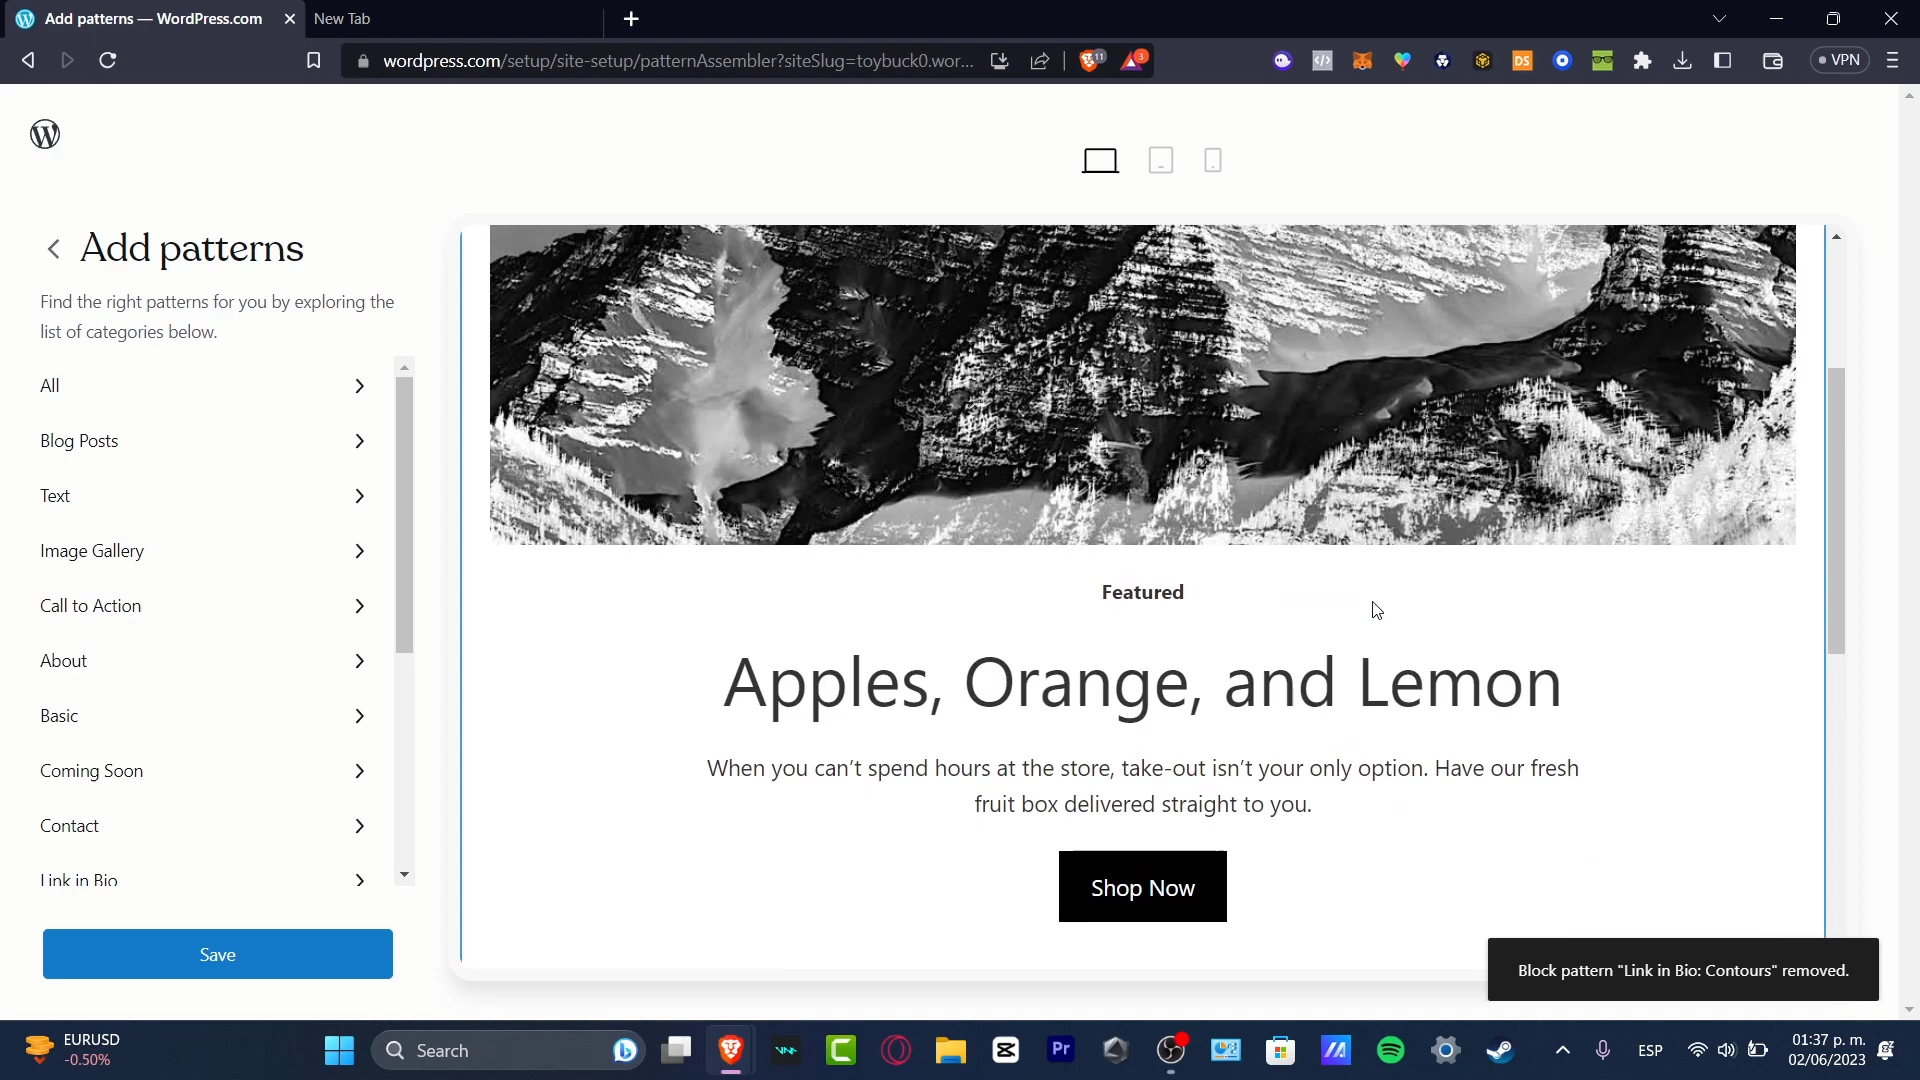 Add patterns — WordPress.com
New Tab
wordpress.com/setup/site-setup/patternAssembler?siteSlug=toybuck0.wor...
11
3
DS
VPN
Add patterns
Find the right patterns for you by exploring the
list of categories below.
All
Blog Posts
Text
Image Gallery
Call to Action
About
Basic
Coming Soon
Contact
Link in Bio
Save
Featured
Apples, Orange, and Lemon
When you can't spend hours at the store, take-out isn't your only option. Have our fresh
fruit box delivered straight to you.
Shop Now
Block pattern "Link in Bio: Contours" removed.
EURUSD
-0.50%
Search
Pr
ESP
01:37 p. m.
02/06/2023